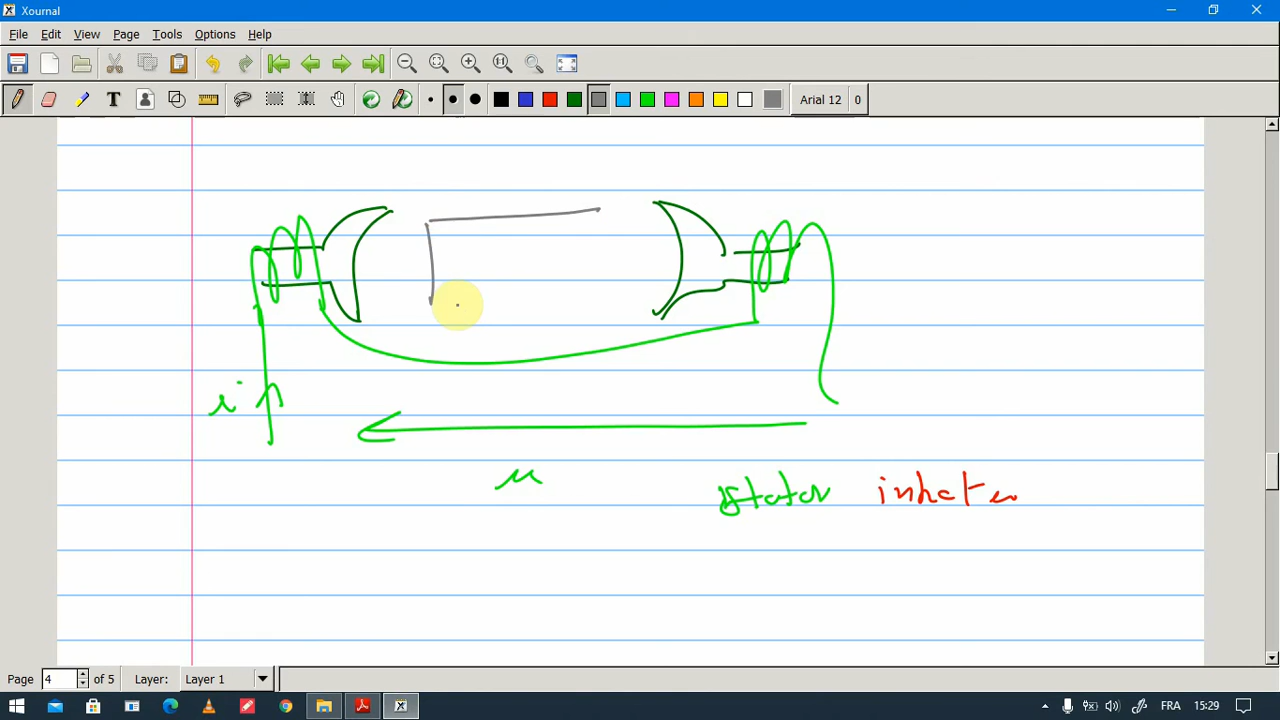 Xournal
File Edit View Page Tools Options Help
Arial 12 0
i
u
stator
Page 4 of 5 Layer: Layer 1
FRA 15:29